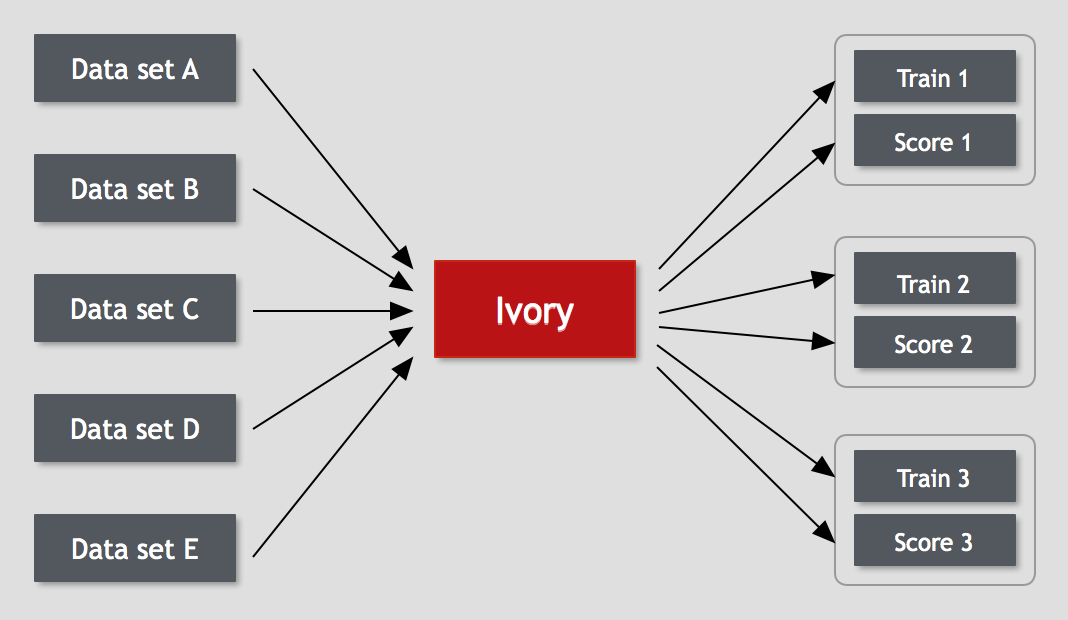 Data set A
Data set B
Data set C
Data set D
Data set E
Ivory
Train 1
Score 1
Train 2
Score 2
Train 3
Score 3